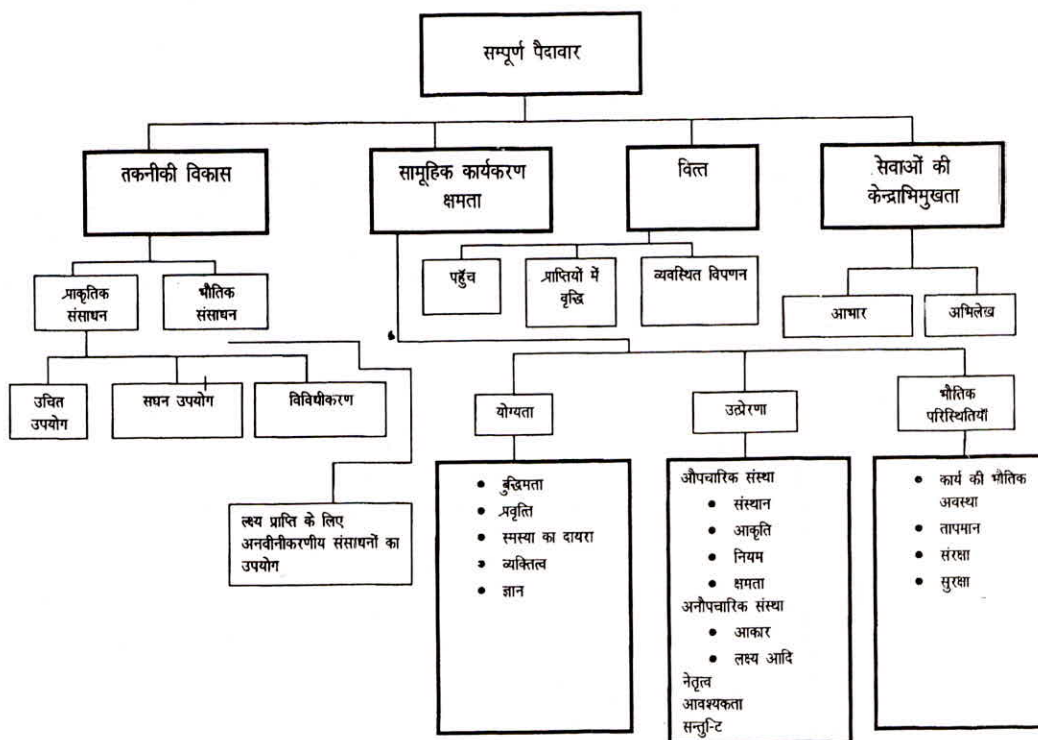 सम्पूर्ण पैदावार
तकनीकी विकास
सामूहिक कार्यकरण
क्षमता
वित्त
सेवाओं की
केन्द्राभिमुखता
प्राकृतिक
संसाधन
भौतिक
संसाधन
पहुँच
प्राप्तियों में
वृद्धि
व्यवस्थित विपणन
आभार
अभिलेख
उचित
उपयोग
सघन उपयोग
विविधीकरण
योग्यता
उत्प्रेरणा
भौतिक
परिस्थितियाँ
लक्ष्य प्राप्ति के लिए
अनवीनीकरणीय संसाधनों का
उपयोग
• बुद्धिमता
• प्रवृत्ति
• स्मस्या का दायरा
• व्यक्तित्व
• ज्ञान
औपचारिक संस्था
• संस्थान
• आकृति
• नियम
• क्षमता
अनौपचारिक संस्था
• आकार
• लक्ष्य आदि
नेतृत्व
आवश्यकता
सन्तुन्टि
• कार्य की भौतिक
अवस्था
• तापमान
• संरक्षा
• सुरक्षा